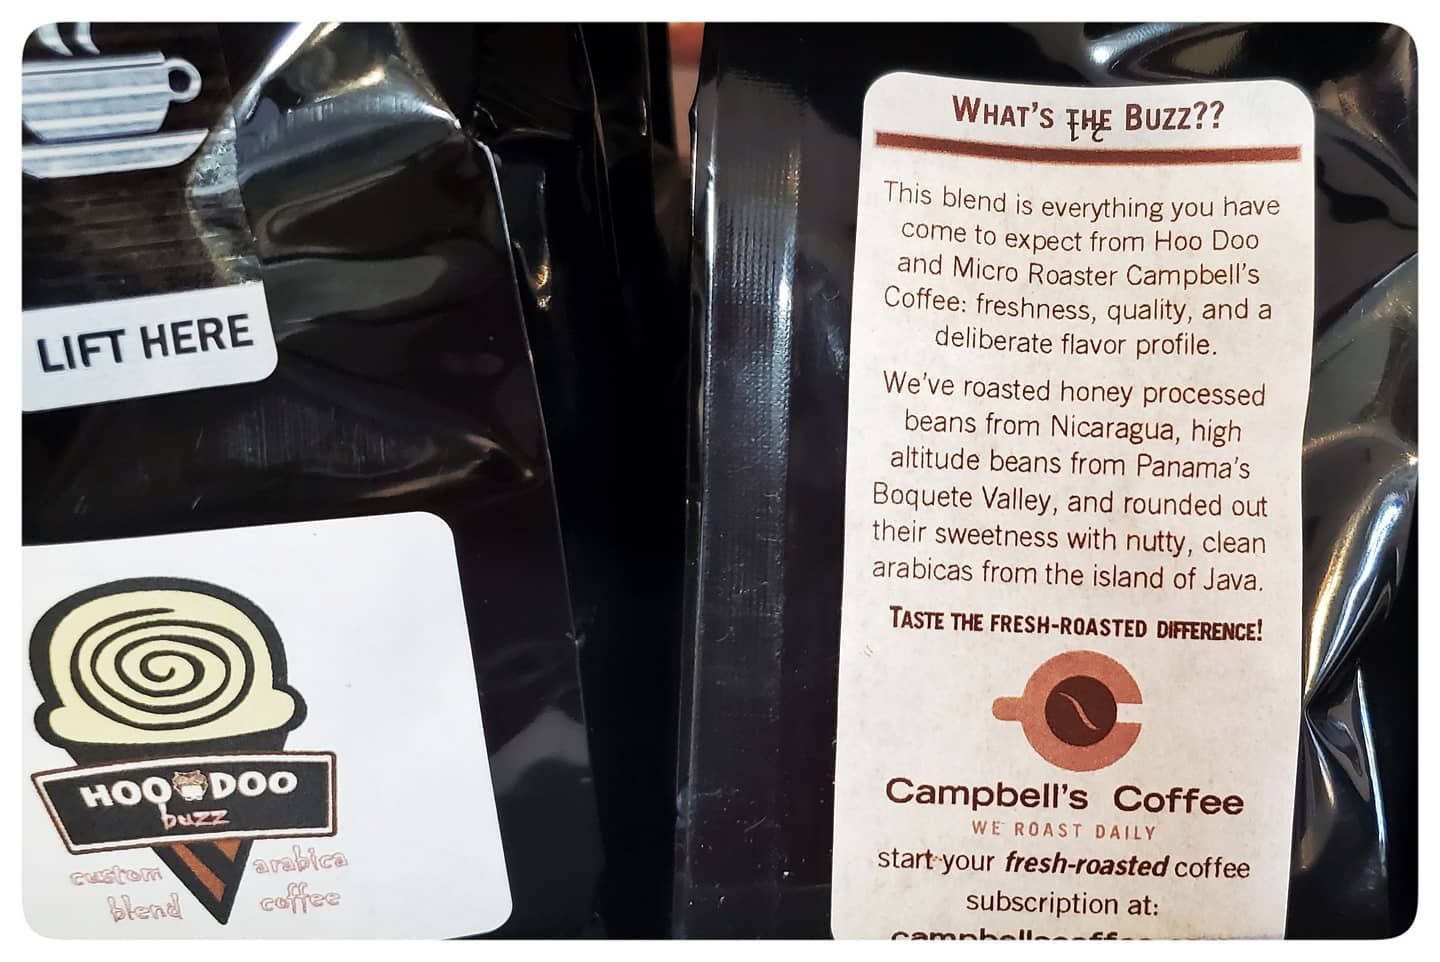 LIFT HERE
HOO DOO
buzz
custom
blend
arabica
coffee
WHAT'S THE BUZZ??
2.1
This blend is everything you have
come to expect from Hoo Doo
and Micro Roaster Campbell's
Coffee: freshness, quality, and a
deliberate flavor profile.
We've roasted honey processed
beans from Nicaragua, high
altitude beans from Panama's
Boquete Valley, and rounded out
their sweetness with nutty, clean
arabicas from the island of Java.
TASTE THE FRESH-ROASTED DIFFERENCE!
Campbell's Coffee
WE ROAST DAILY
start your fresh-roasted coffee
subscription at: